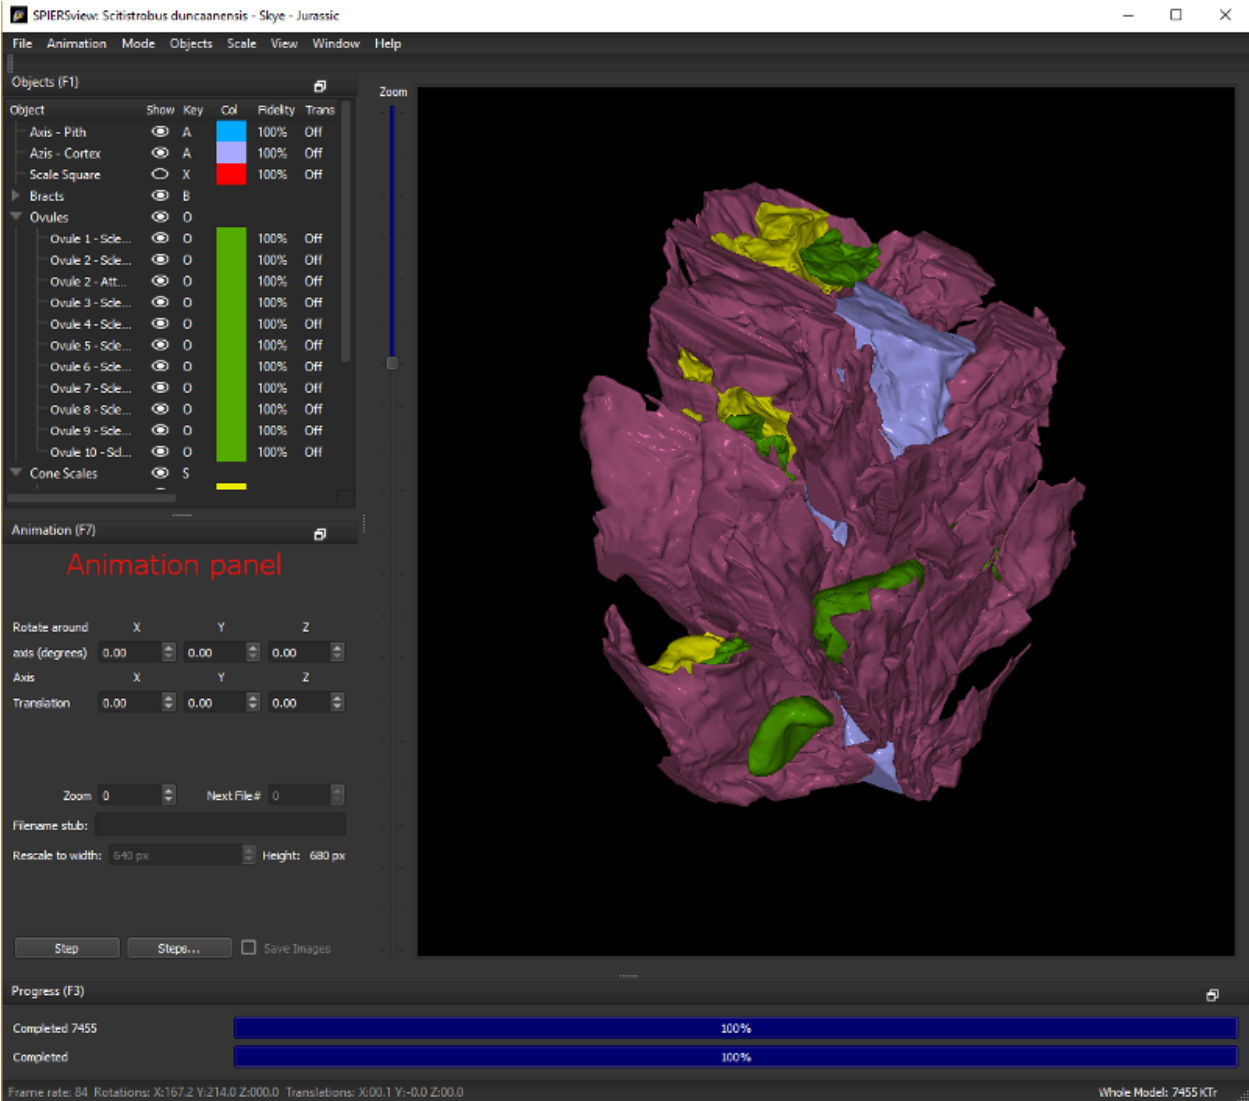 SPIERSview: Scitistrobus duncaanensis - Skye - Jurassic
File Animation Mode Objects Scale View Window Help
Objects (F1)
Zoom
Object Show Key Col Fidelity Trans
Axis - Pith A 100% Off
Azis - Cortex A 100% Off
Scale Square X 100% Off
Bracts B
Ovules O
Ovule 1 - Scle... O 100% Off
Ovule 2 - Scle... O 100% Off
Ovule 2 - Att... O 100% Off
Ovule 3 - Scle... O 100% Off
Ovule 4 - Scle... O 100% Off
Ovule 5 - Scle... O 100% Off
Ovule 6 - Scle... O 100% Off
Ovule 7 - Scle... O 100% Off
Ovule 8 - Scle... O 100% Off
Ovule 9 - Scle... O 100% Off
Ovule 10 - Scl... O 100% Off
Cone Scales S
Animation (F7)
Animation panel
Rotate around X Y Z
axis (degrees) 0.00 0.00 0.00
Axis X Y Z
Translation 0.00 0.00 0.00
Zoom 0 Next File# 0
Filename stub:
Rescale to width: 640 px Height: 680 px
Step Steps... Save Images
Progress (F3)
Completed 7455 100%
Completed 100%
Frame rate: 84 Rotations: X:167.2 Y:214.0 Z:000.0 Translations: X:00.1 Y:-0.0 Z:00.0 Whole Model: 7455 KTr